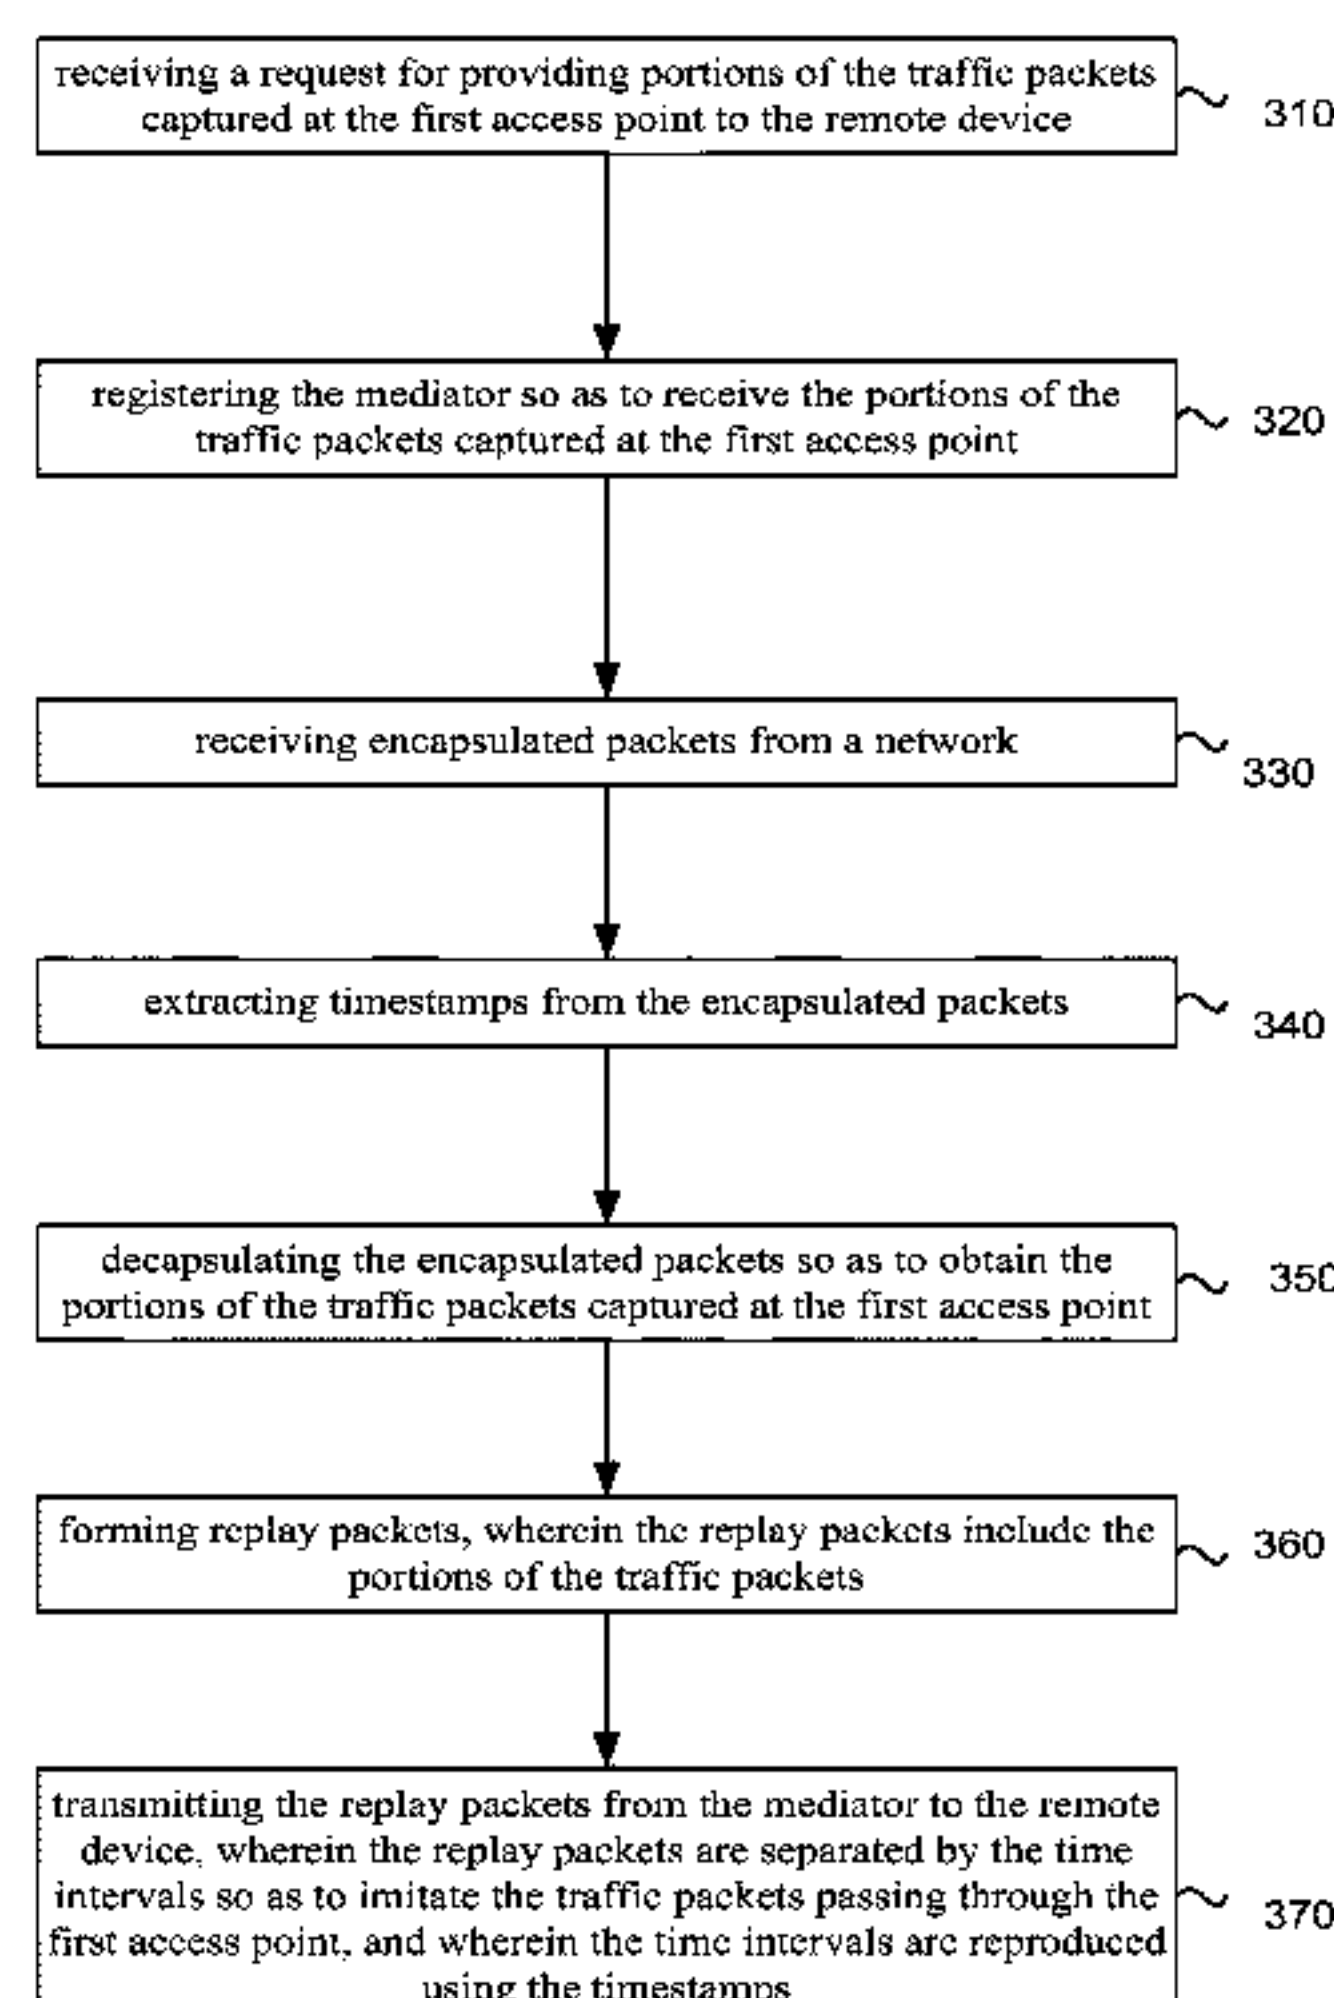 receiving a request for providing portions of the traffic packets
captured at the first access point to the remote device
310
registering the mediator so as to receive the portions of the
traffic packets captured at the first access point
320
receiving encapsulated packets from a network
330
extracting timestamps from the encapsulated packets
340
decapsulating the encapsulated packets so as to obtain the
portions of the traffic packets captured at the first access point
350
forming replay packets, wherein the replay packets include the
portions of the traffic packets
360
transmitting the replay packets from the mediator to the remote
device, wherein the replay packets are separated by the time
intervals so as to imitate the traffic packets passing through the
first access point, and wherein the time intervals are reproduced
using the timestamps
370